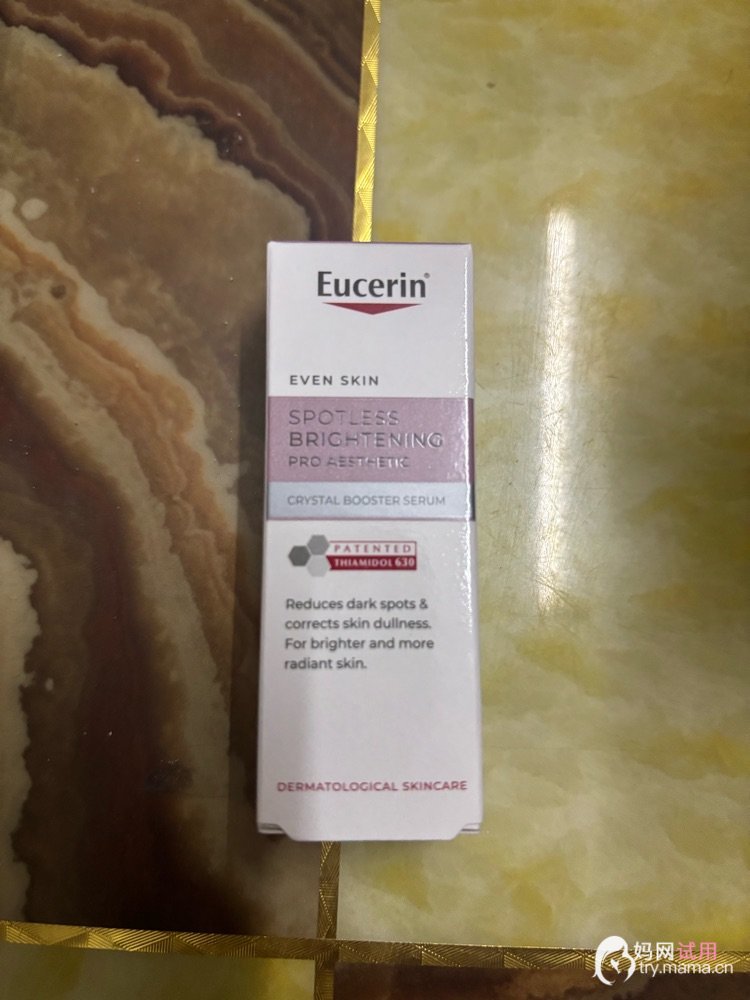 Eucerin®
EVEN SKIN
SPOTLESS
BRIGHTENING
PRO AESTHETIC
CRYSTAL BOOSTER SERUM
PATENTED
THIAMIDOL 630
Reduces dark spots &
corrects skin dullness.
For brighter and more
radiant skin.
DERMATOLOGICAL SKINCARE
妈网试用
try.mama.cn